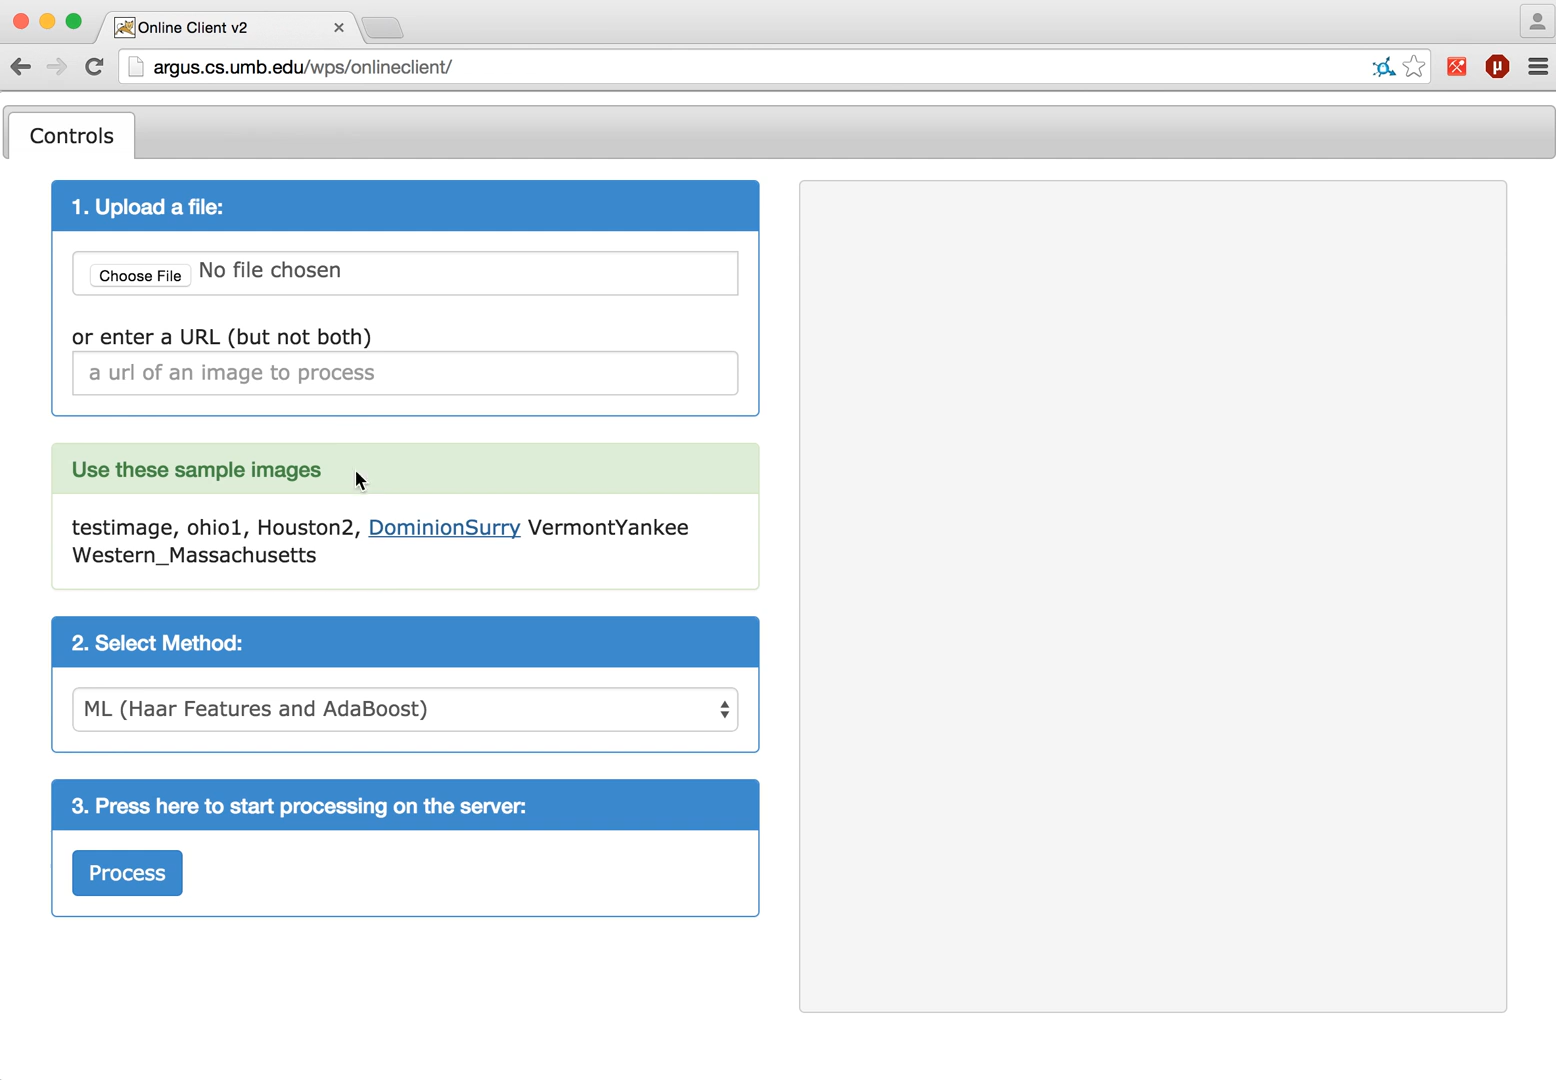 Online Client v2
argus.cs.umb.edu/wps/onlineclient/
Controls
1. Upload a file:
Choose File No file chosen
or enter a URL (but not both)
a url of an image to process
Use these sample images
testimage, ohio1, Houston2, DominionSurry VermontYankee
Western_Massachusetts
2. Select Method:
ML (Haar Features and AdaBoost)
3. Press here to start processing on the server:
Process